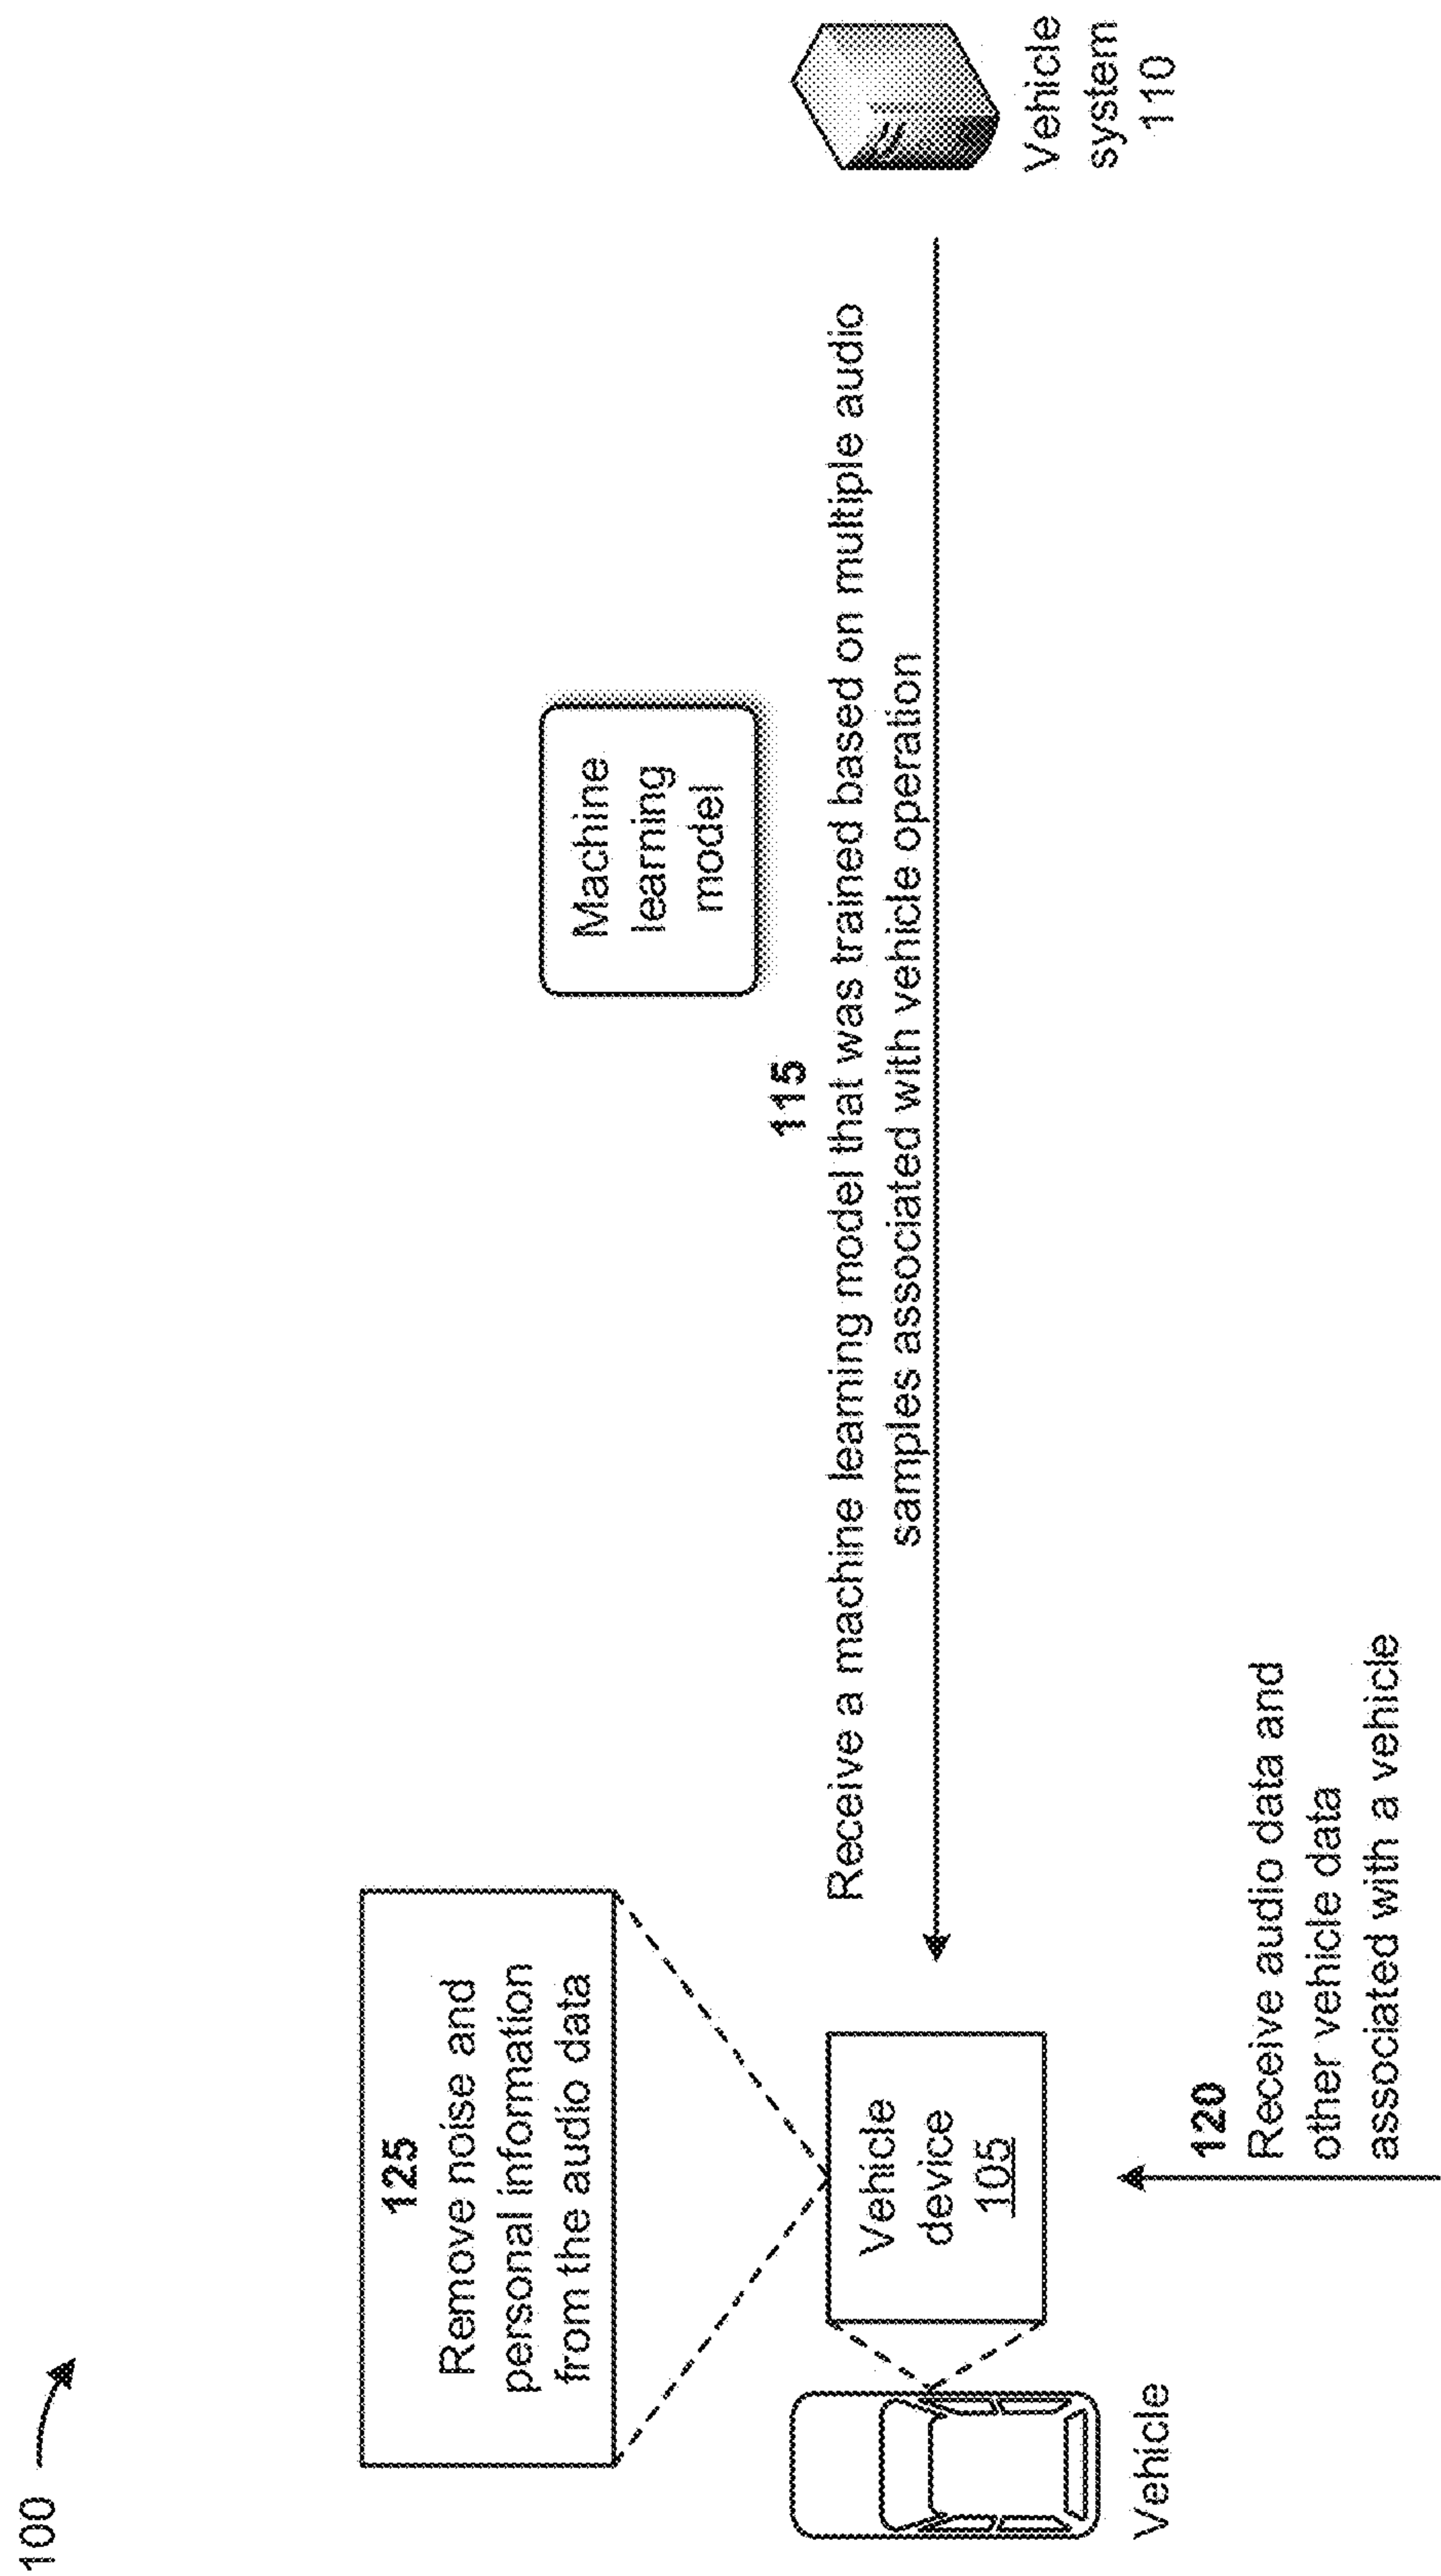 100
125
Remove noise and
personal information
from the audio data
Machine
learning
model
115
Receive a machine learning model that was trained based on multiple audio
samples associated with vehicle operation
Vehicle
device
105
Vehicle
Vehicle
system
110
120
Receive audio data and
other vehicle data
associated with a vehicle